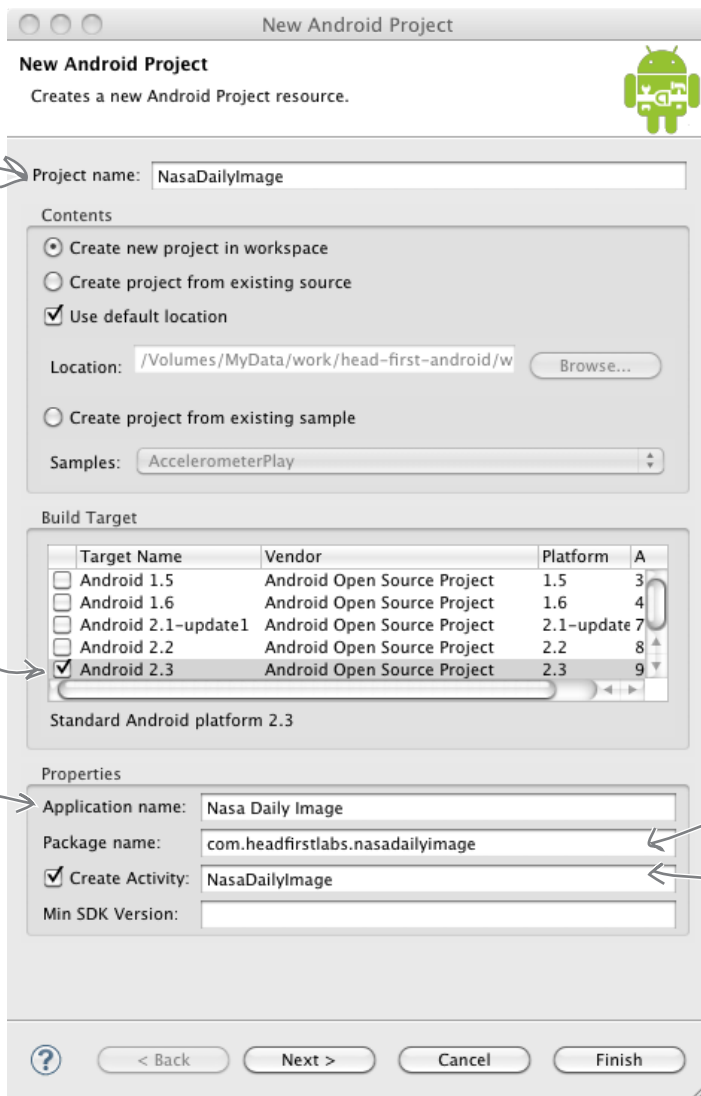 New Android Project
New Android Project
Creates a new Android Project resource.
Project name: NasaDailyImage
Contents
Create new project in workspace
Create project from existing source
Use default location
Location: /Volumes/MyData/work/head-first-android/w Browse...
Create project from existing sample
Samples: AccelerometerPlay
Build Target
Target Name Vendor Platform A
Android 1.5 Android Open Source Project 1.5 3
Android 1.6 Android Open Source Project 1.6 4
Android 2.1-update1 Android Open Source Project 2.1-update 7
Android 2.2 Android Open Source Project 2.2 8
Android 2.3 Android Open Source Project 2.3 9
Standard Android platform 2.3
Properties
Application name: Nasa Daily Image
Package name: com.headfirstlabs.nasadailyimage
Create Activity: NasaDailyImage
Min SDK Version:
? < Back Next > Cancel Finish